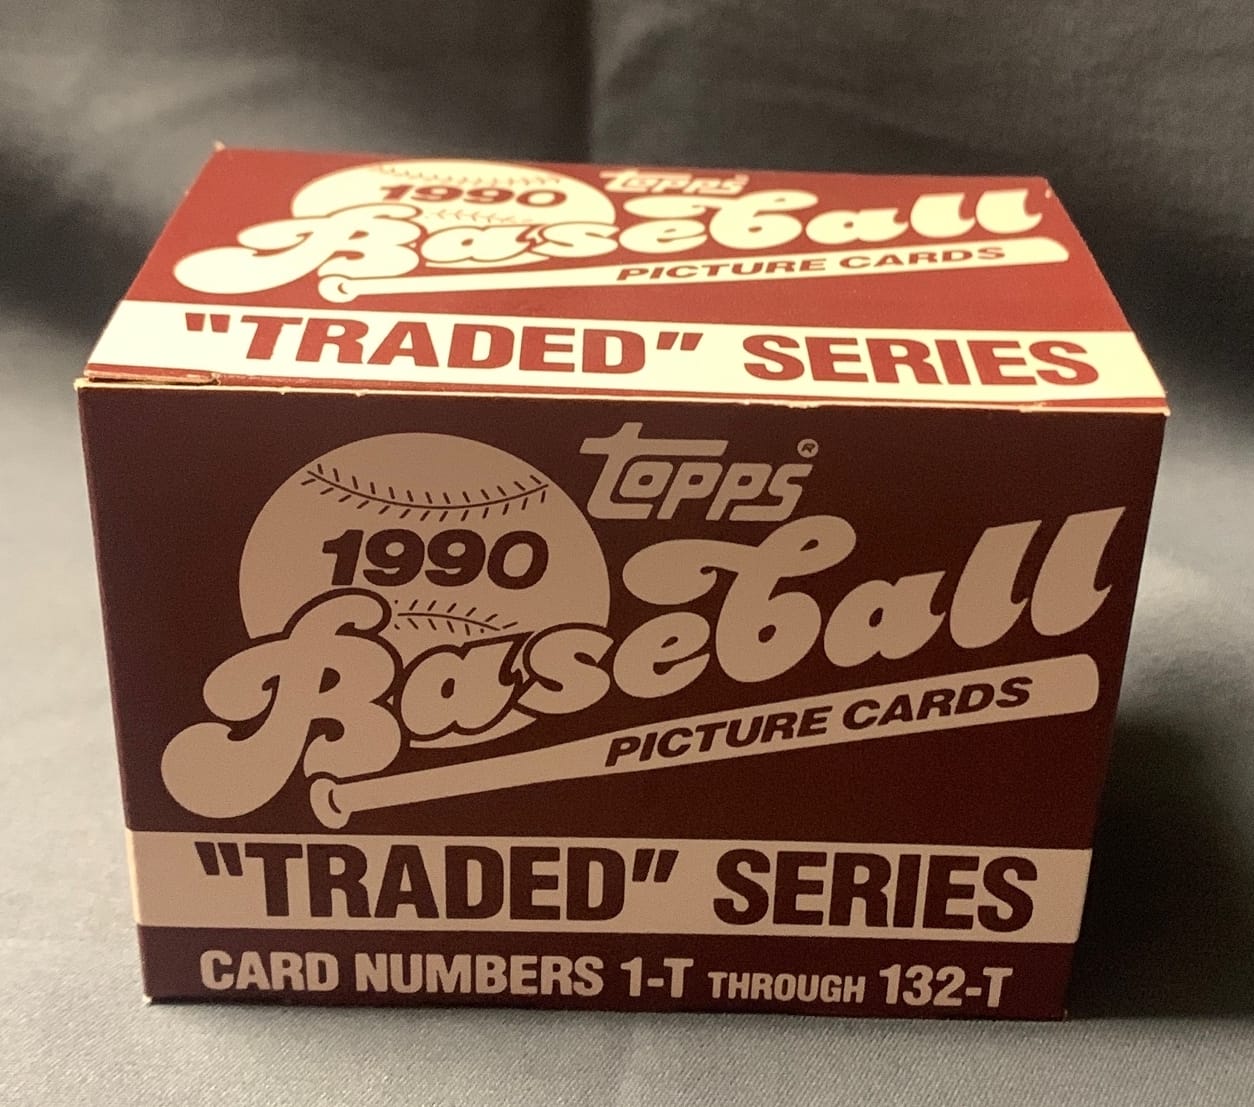 topps
1990
Baseball
PICTURE CARDS
"TRADED" SERIES
topps®
1990
Baseball
PICTURE CARDS
"TRADED" SERIES
CARD NUMBERS 1-T THROUGH 132-T